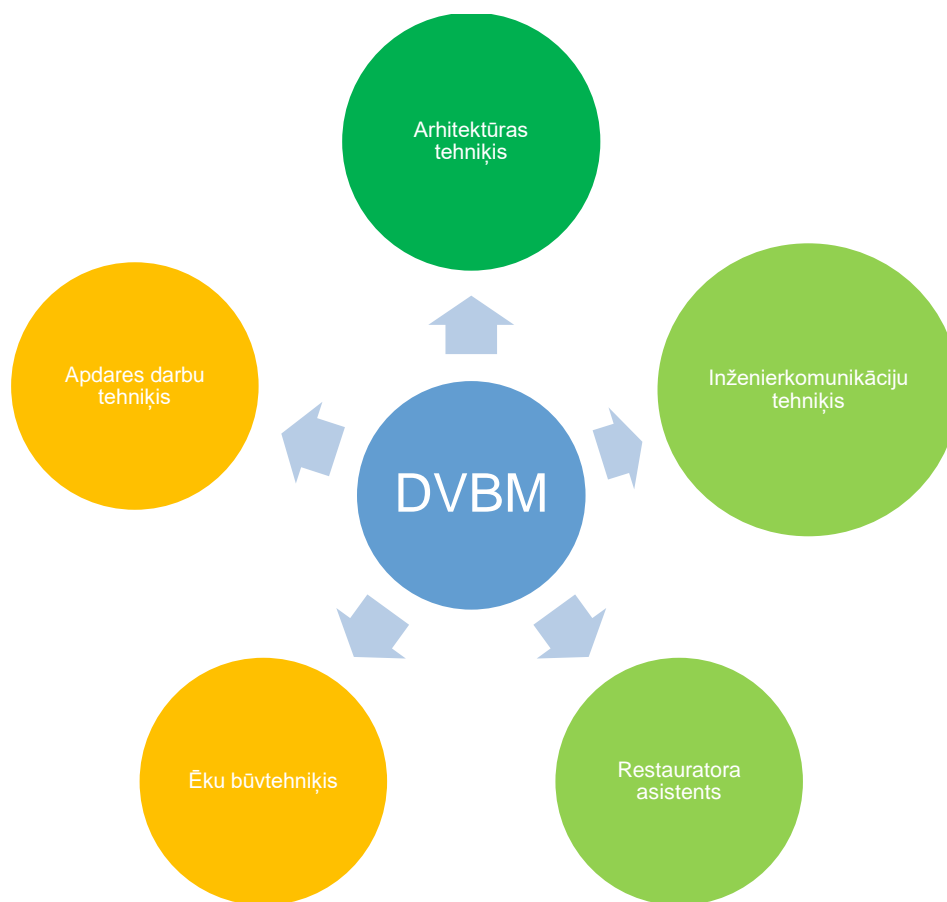 Arhitektūras
tehniķis
Inženierkomunikāciju
tehniķis
Restauratora
asistents
Ēku būvtehniķis
Apdares darbu
tehniķis
DVBM